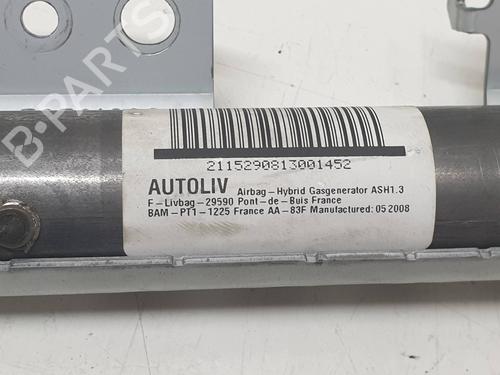 B-PARTS
2115290813001452
AUTOLIV Airbag-Hybrid Gasgenerator ASH1.3
F-Livbag-29590 Pont-de-Buis France
BAM-PT1-1225 France AA-83F Manufactured: 05 2008